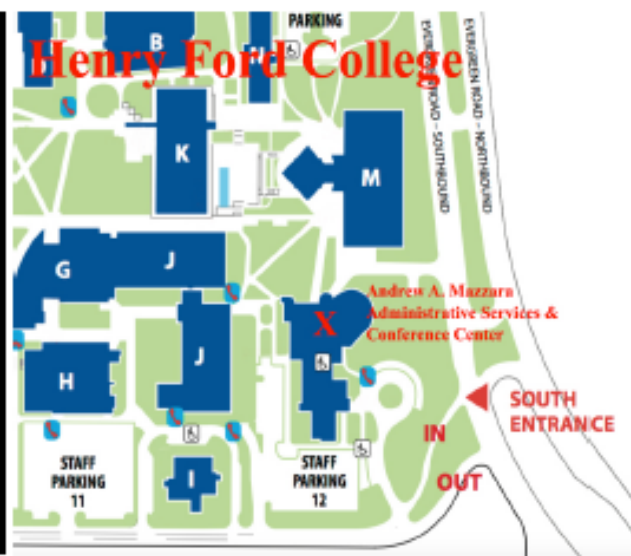 PARKING
B
Henry Ford College
EVERGREEN ROAD – NORTHBOUND
ROAD – SOUTHBOUND
K
M
G
J
Andrew A. Mazzara
X
Administrative Services &
J
Conference Center
H
SOUTH
ENTRANCE
IN
STAFF
PARKING
11
I
STAFF
PARKING
12
OUT